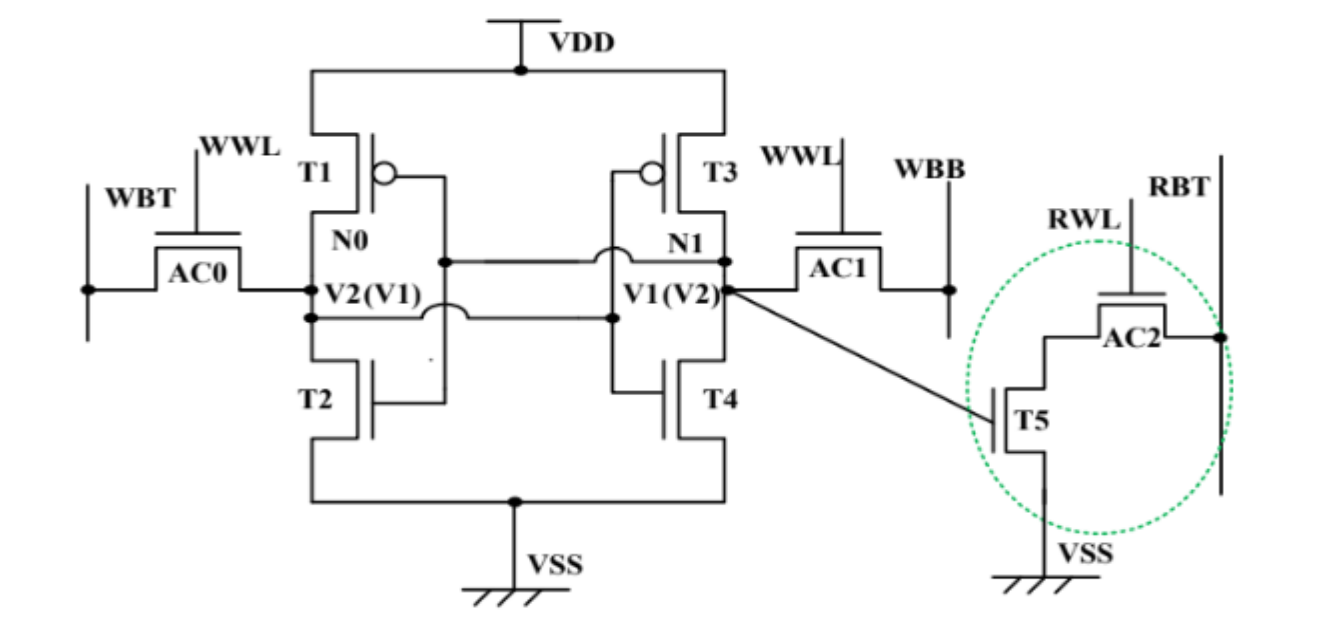 VDD
WWL
T1
T3
WWL
WBB
WBT
RBT
RWL
N0
N1
AC0
AC1
V2(V1)
V1(V2)
AC2
T2
T4
T5
VSS
VSS